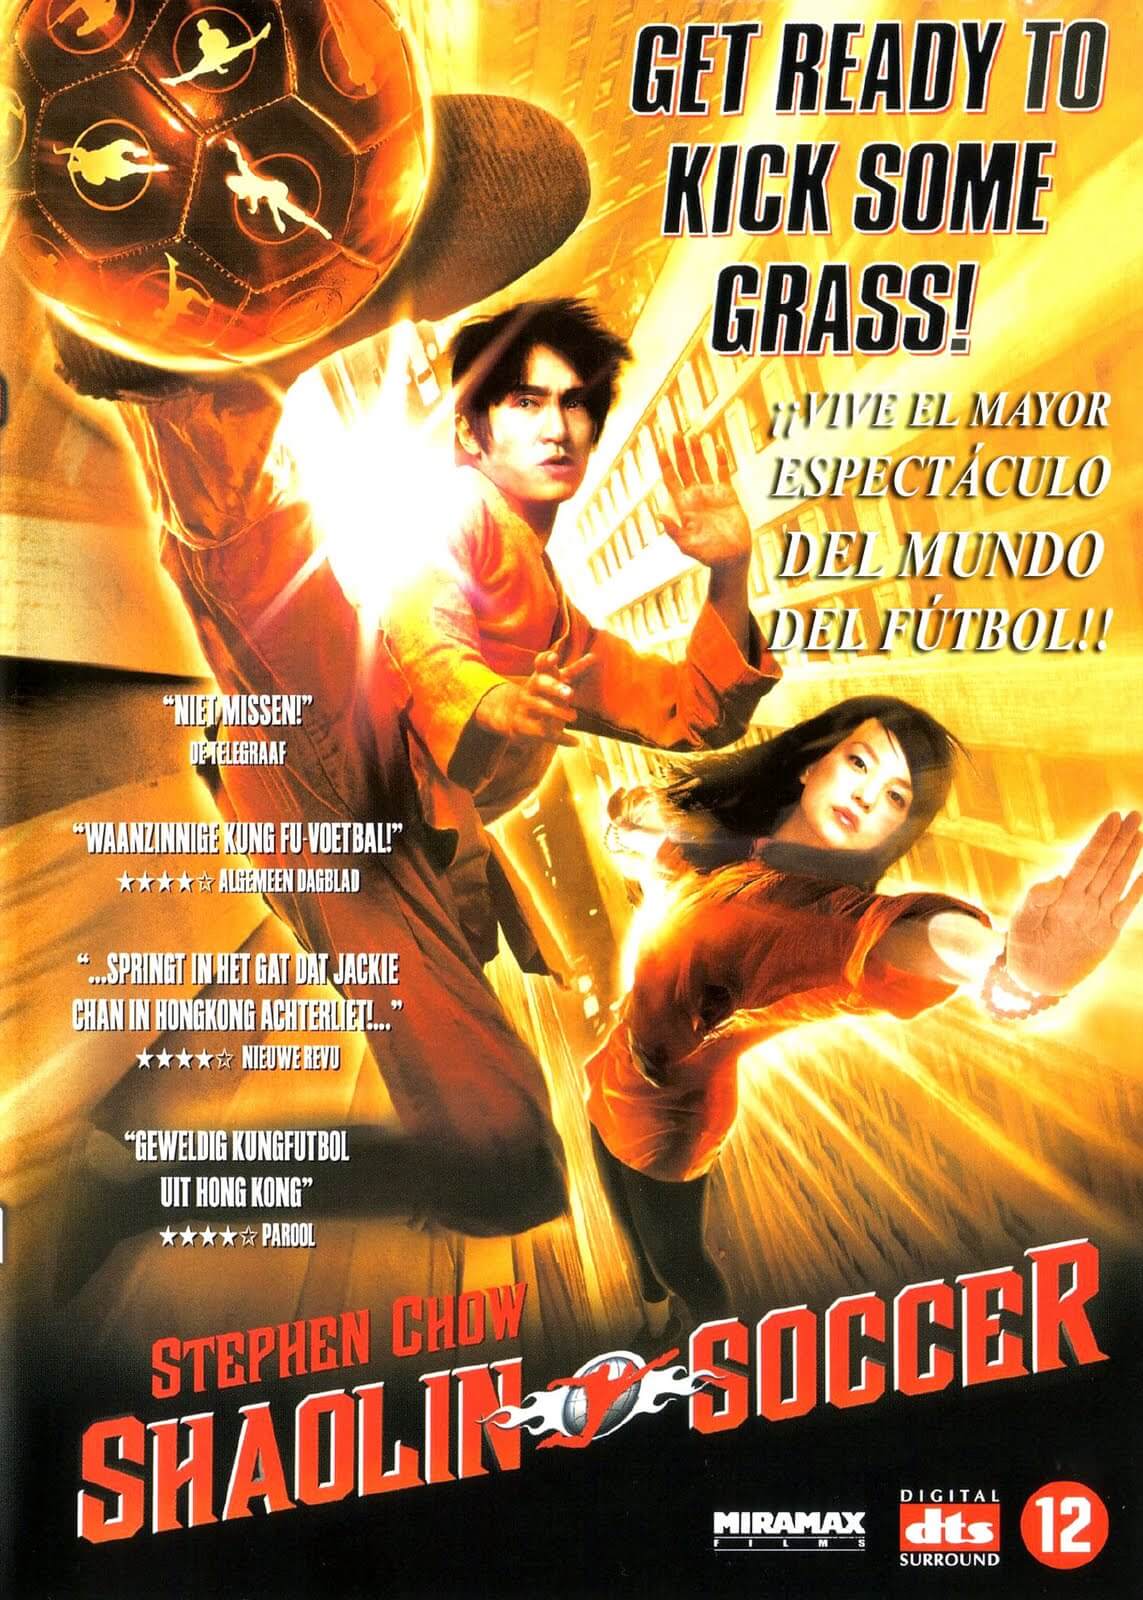 GET READY TO
KICK SOME
GRASS!
¡¡VIVE EL MAYOR
ESPECTÁCULO
DEL MUNDO
DEL FÚTBOL!!
“NIET MISSEN!”
DE TELEGRAAF
“WAANZINNIGE KUNG FU-VOETBAL!”
★★★★☆ ALGEMEEN DAGBLAD
“...SPRINGT IN HET GAT DAT JACKIE
CHAN IN HONGKONG ACHTERLIET!...”
★★★★☆ NIEUWE REVU
“GEWELDIG KUNGFUTBOL
UIT HONG KONG”
★★★★☆ PAROOL
STEPHEN CHOW
SHAOLIN SOCCER
MIRAMAX
FILMS
DIGITAL
dts
SURROUND
12